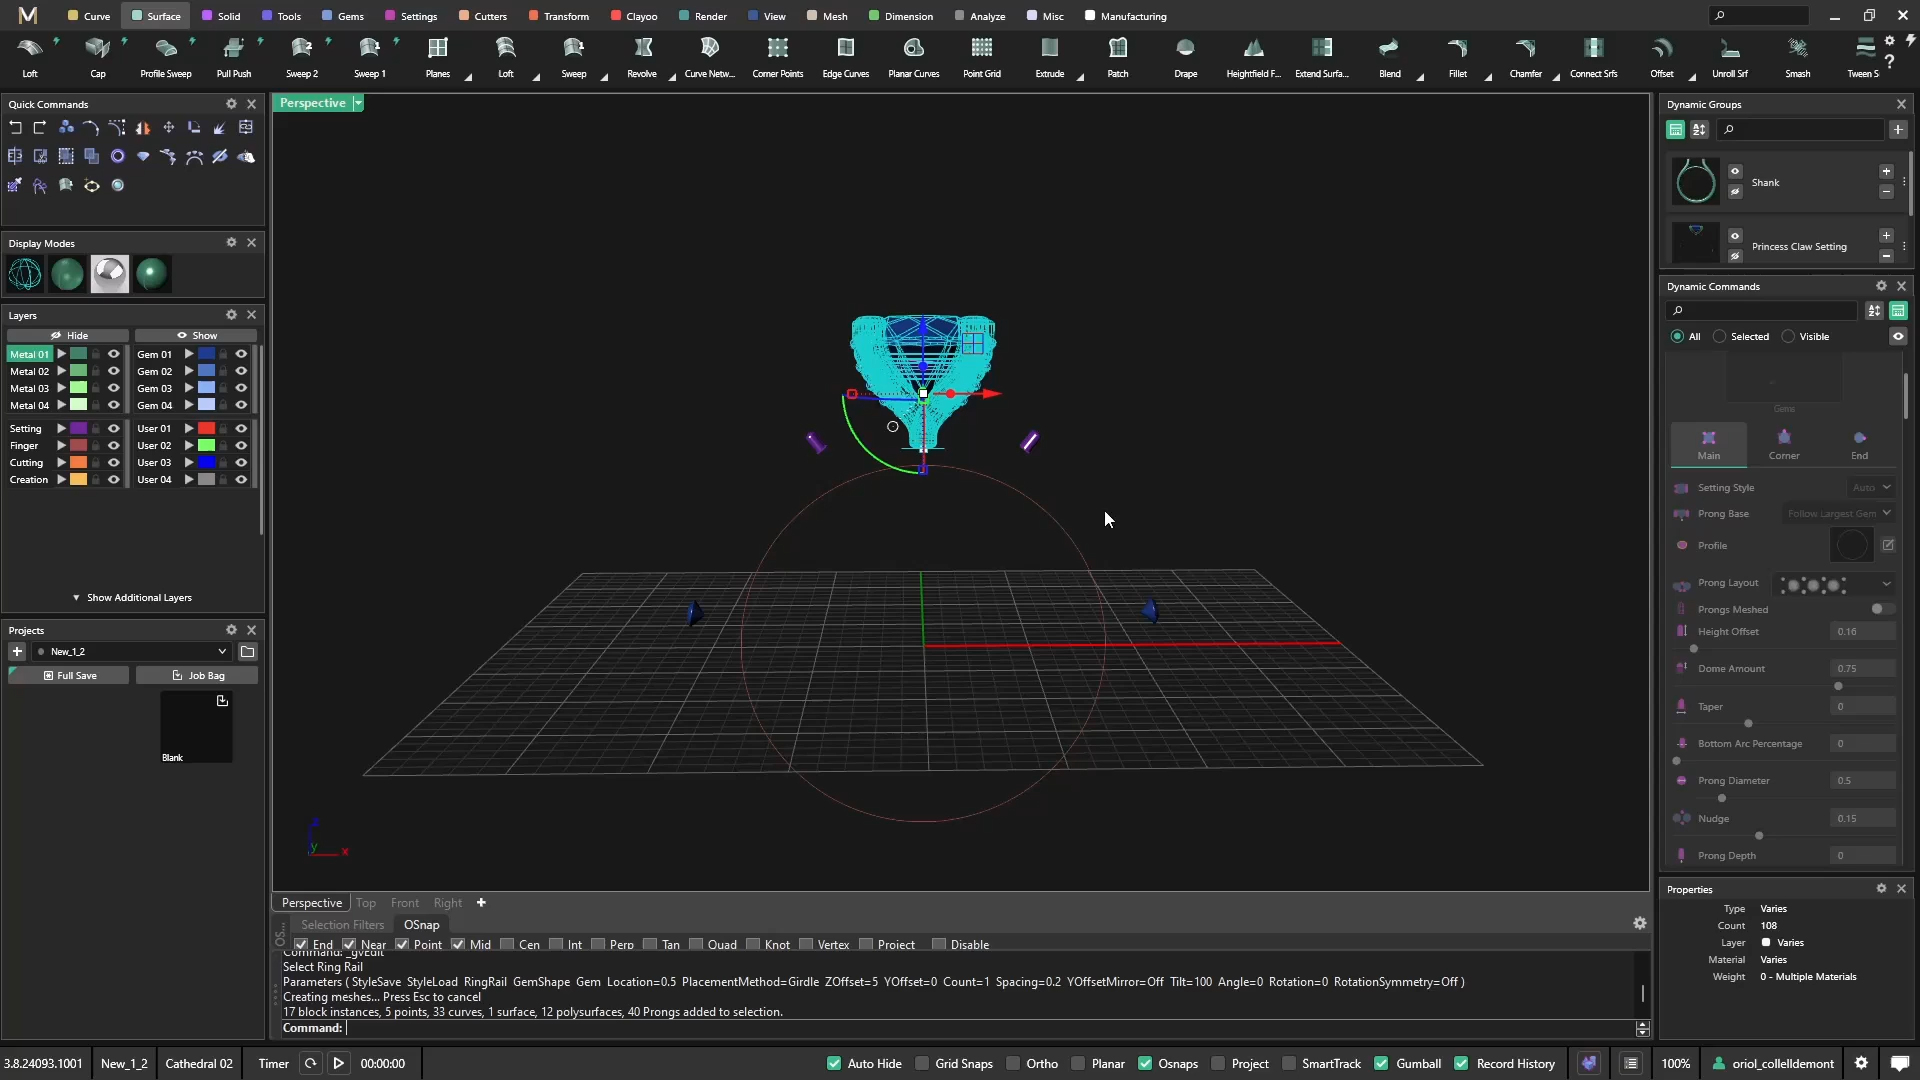 Curve Surface Solid Tools Gems Settings Cutters Transform Clayoo Render View Mesh Dimension Analyze Misc Manufacturing
Loft Cap Profile Sweep Pull Push Sweep 2 Sweep 1 Planes Loft Sweep Revolve Curve Netw... Corner Points Edge Curves Planar Curves Point Grid Extrude Patch Drape Heightfield F... Extend Surfa... Blend Fillet Chamfer Connect Srfs Offset Unroll Srf Smash Tween S
Quick Commands
Display Modes
Layers
Hide Show
Metal 01 Gem 01
Metal 02 Gem 02
Metal 03 Gem 03
Metal 04 Gem 04
Setting User 01
Finger User 02
Cutting User 03
Creation User 04
Show Additional Layers
Projects
New_1_2
Full Save Job Bag
Blank
Perspective
z
y x
Perspective Top Front Right
Selection Filters OSnap
OS...
End Near Point Mid Cen Int Perp Tan Quad Knot Vertex Project Disable
Command: _gvEdit
Select Ring Rail
Parameters ( StyleSave StyleLoad RingRail GemShape Gem Location=0.5 PlacementMethod=Girdle ZOffset=5 YOffset=0 Count=1 Spacing=0.2 YOffsetMirror=Off Tilt=100 Angle=0 Rotation=0 RotationSymmetry=Off )
Creating meshes... Press Esc to cancel
17 block instances, 5 points, 33 curves, 1 surface, 12 polysurfaces, 40 Prongs added to selection.
Command:
Dynamic Groups
Shank
Princess Claw Setting
Dynamic Commands
All Selected Visible
Gems
Main Corner End
Setting Style Auto
Prong Base Follow Largest Gem
Profile
Prong Layout
Prongs Meshed
Height Offset 0.16
Dome Amount 0.75
Taper 0
Bottom Arc Percentage 0
Prong Diameter 0.5
Nudge 0.15
Prong Depth 0
Properties
Type Varies
Count 108
Layer Varies
Material Varies
Weight 0 - Multiple Materials
3.8.24093.1001 New_1_2 Cathedral 02 Timer 00:00:00 Auto Hide Grid Snaps Ortho Planar Osnaps Project SmartTrack Gumball Record History 100% oriol_collelldemont